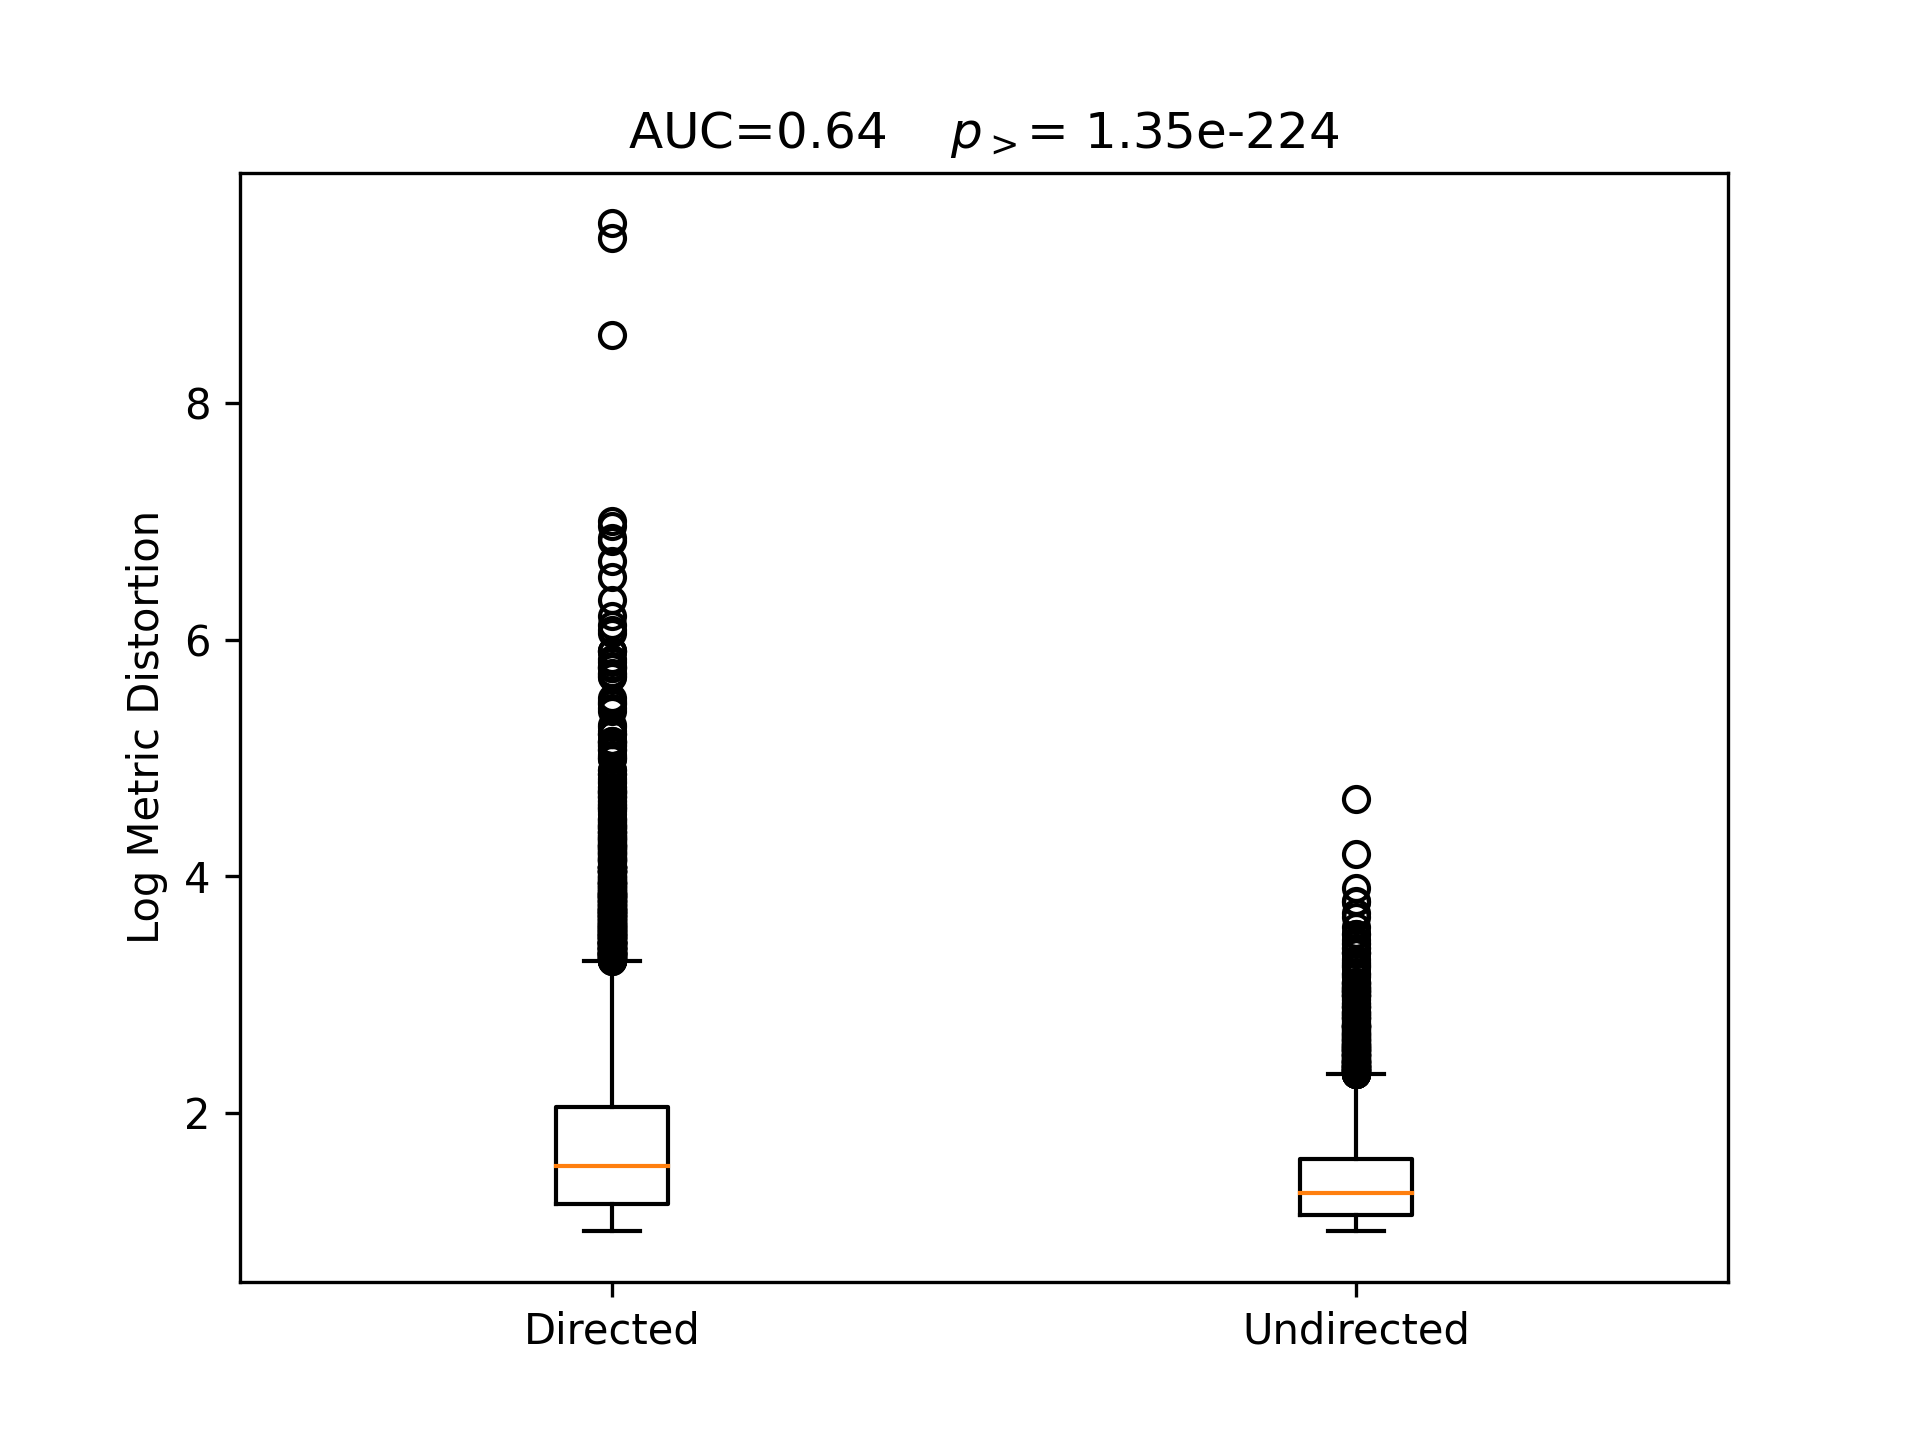 AUC=0.64 p> = 1.35e-224
Log Metric Distortion
8
6
4
2
Directed
Undirected